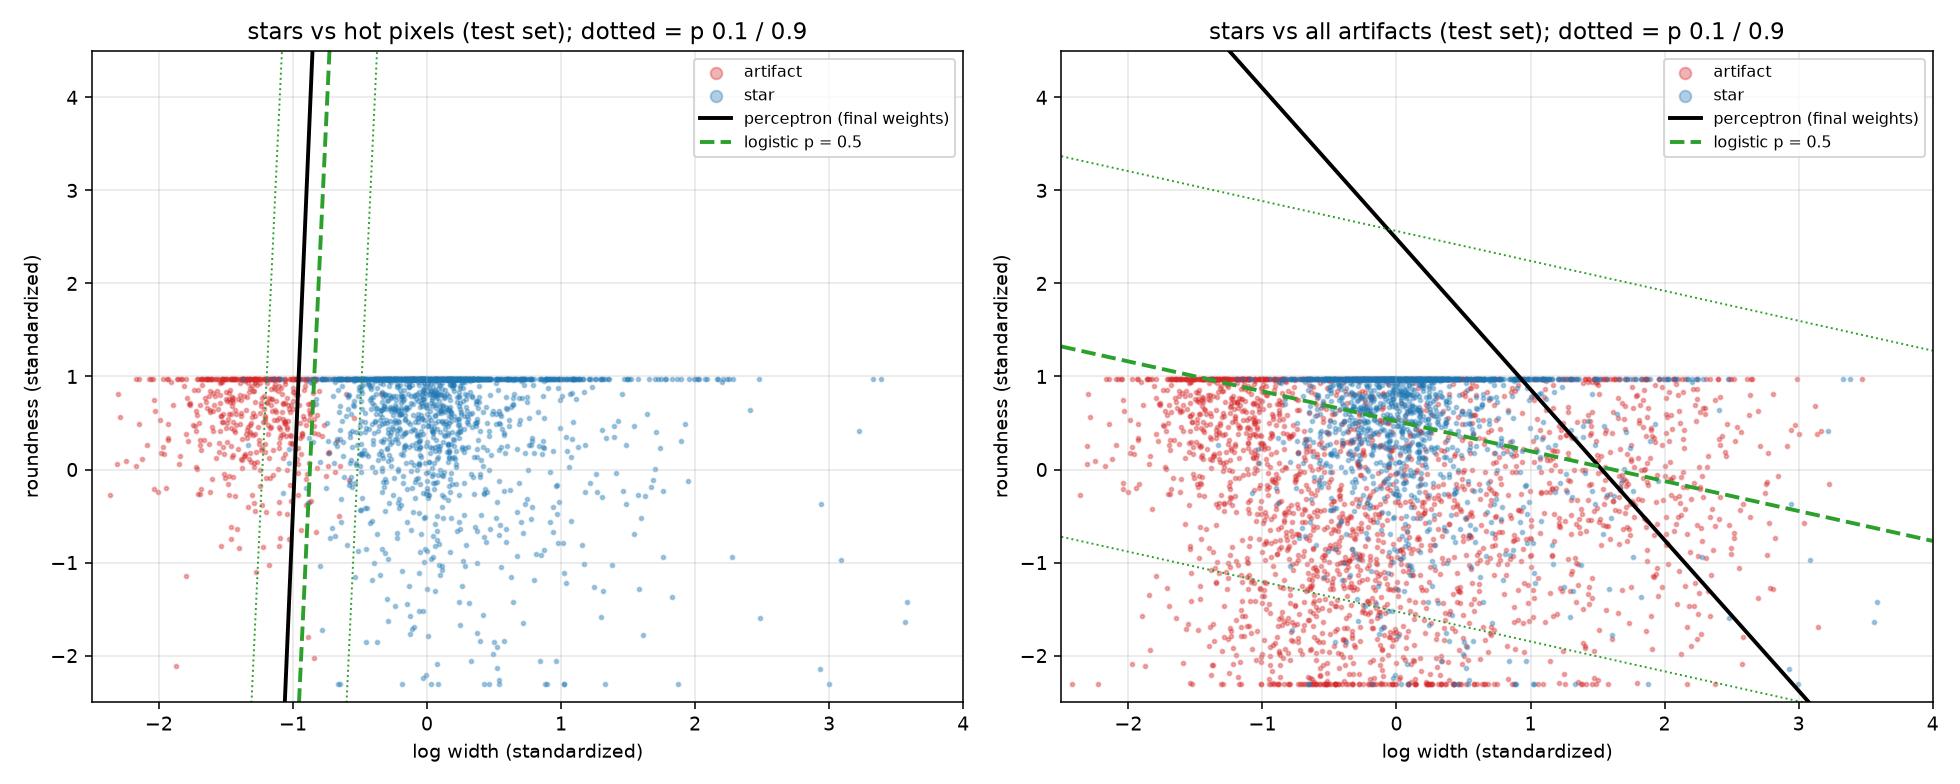 stars vs hot pixels (test set); dotted = p 0.1 / 0.9
artifact
star
perceptron (final weights)
logistic p = 0.5
roundness (standardized)
4
3
2
1
0
−1
−2
−2
−1
0
1
2
3
4
log width (standardized)
stars vs all artifacts (test set); dotted = p 0.1 / 0.9
artifact
star
perceptron (final weights)
logistic p = 0.5
roundness (standardized)
4
3
2
1
0
−1
−2
−2
−1
0
1
2
3
4
log width (standardized)